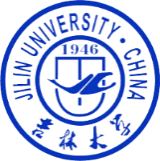 JILIN UNIVERSITY · CHINA
1946
吉林大学